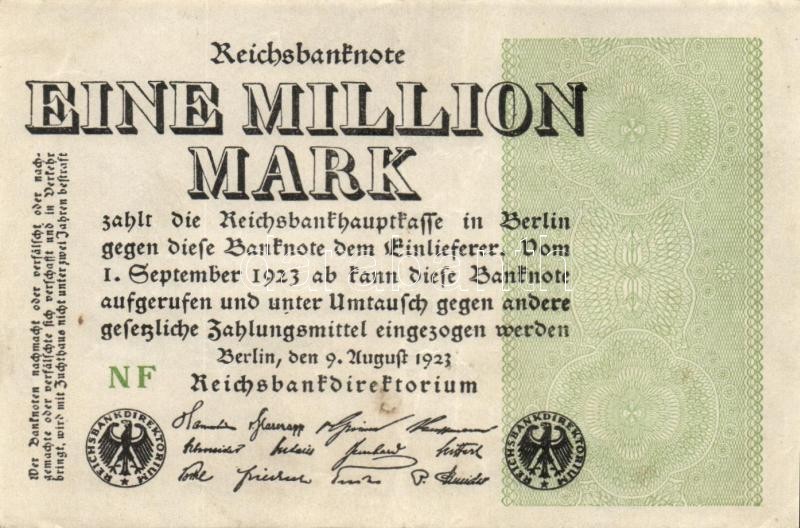 Reichsbanknote
EINE MILLION
MARK
zahlt die Reichsbankhauptkasse in Berlin
gegen diese Banknote dem Einlieferer. Vom
1. September 1923 ab kann diese Banknote
aufgerufen und unter Umtausch gegen andere
gesetzliche Zahlungsmittel eingezogen werden
Berlin, den 9. August 1923
Reichsbankdirektorium
NF
Wer Banknoten nachmacht oder verfälscht oder nach-
gemachte oder verfälschte sich verschafft und in Verkehr
bringt, wird mit Zuchthaus nicht unter zwei Jahren bestraft
REICHSBANKDIREKTORIUM
REICHSBANKDIREKTORIUM